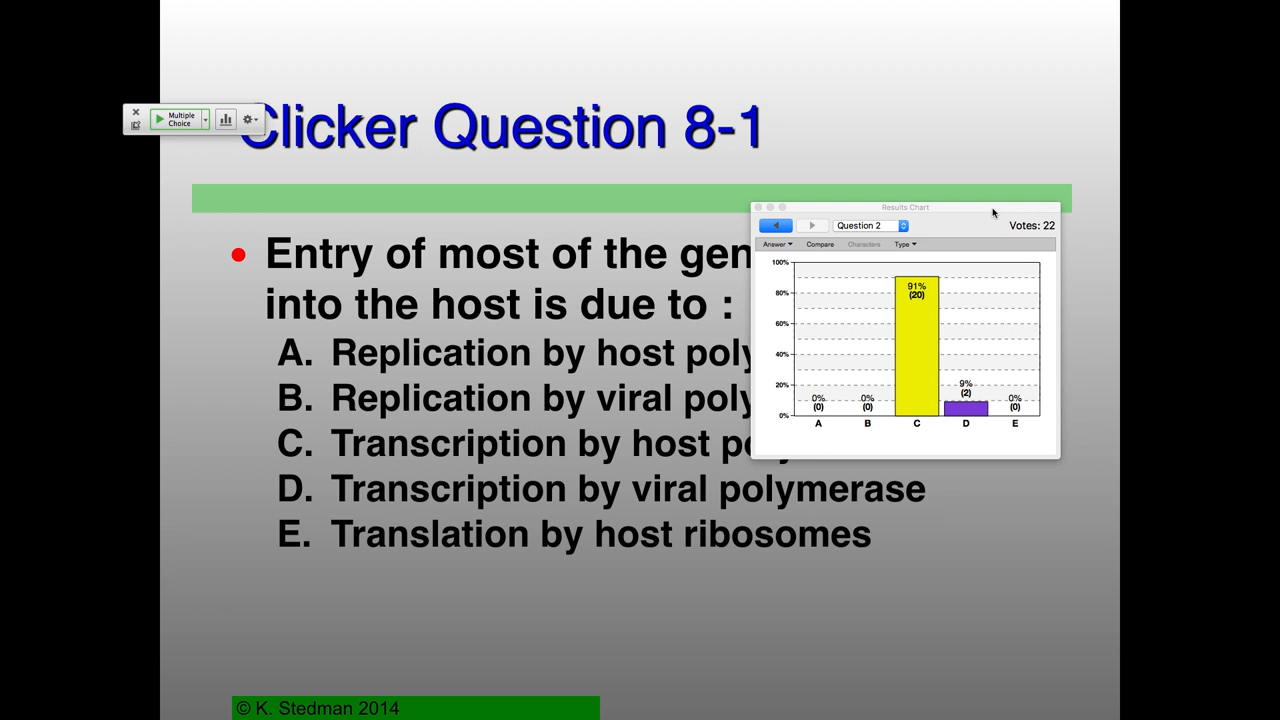 Multiple
Choice
Clicker Question 8-1
Results Chart
Question 2
Votes: 22
Answer
Compare
Characters
Type
100%
80%
60%
40%
20%
0%
0%
(0)
0%
(0)
91%
(20)
9%
(2)
0%
(0)
A B C D E
Entry of most of the gen
into the host is due to :
A. Replication by host poly
B. Replication by viral poly
C. Transcription by host po
D. Transcription by viral polymerase
E. Translation by host ribosomes
© K. Stedman 2014